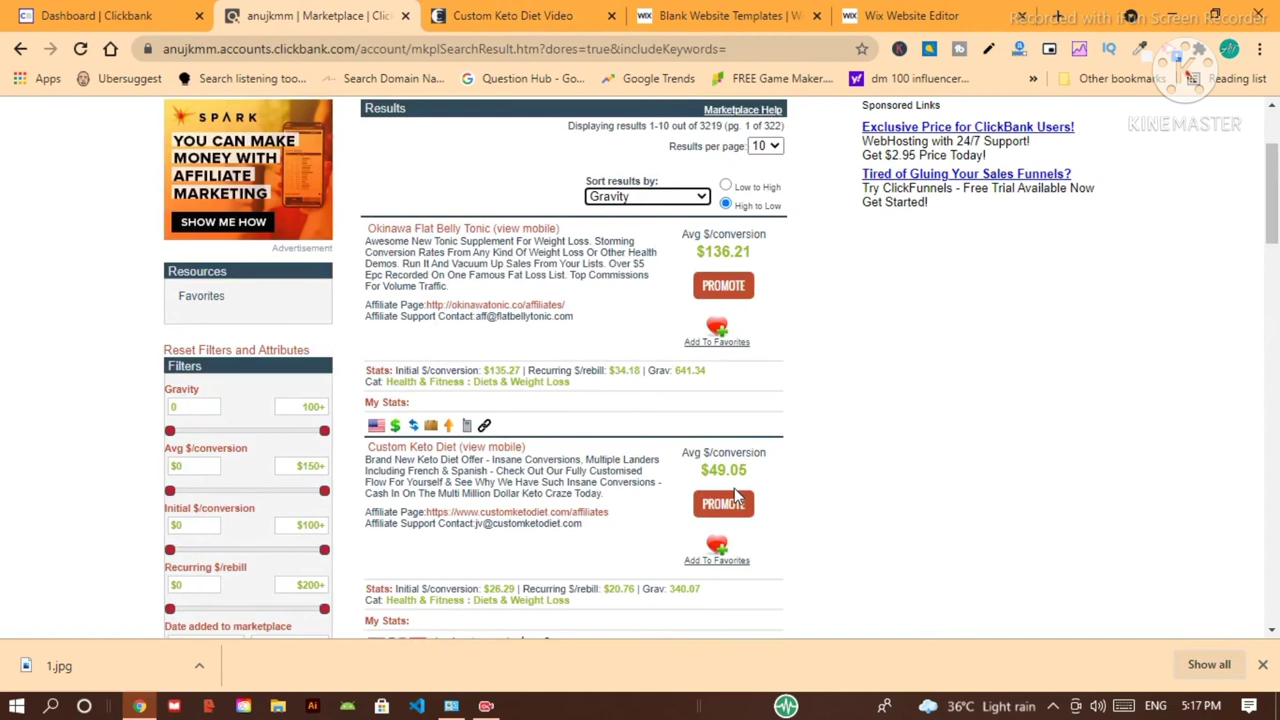 Dashboard | Clickbank
anujkmm | Marketplace | Clic
Custom Keto Diet Video
Blank Website Templates | W
Wix Website Editor
Recorded with iFun Screen Recorder
anujkmm.accounts.clickbank.com/account/mkplSearchResult.htm?dores=true&includeKeywords=
Apps
Ubersuggest
Search listening too...
Search Domain Na...
Question Hub - Go...
Google Trends
FREE Game Maker...
dm 100 influencer...
»
Other bookmarks
Reading list
KINEMASTER
SPARK
YOU CAN MAKE
MONEY WITH
AFFILIATE
MARKETING
SHOW ME HOW
Advertisement
Resources
Favorites
Reset Filters and Attributes
Filters
Gravity
0 100+
Avg $/conversion
$0 $150+
Initial $/conversion
$0 $100+
Recurring $/rebill
$0 $200+
Date added to marketplace
Results
Marketplace Help
Displaying results 1-10 out of 3219 (pg. 1 of 322)
Results per page: 10
Sort results by:
Gravity
Low to High
High to Low
Okinawa Flat Belly Tonic (view mobile)
Awesome New Tonic Supplement For Weight Loss. Storming
Conversion Rates From Any Kind Of Weight Loss Or Other Health
Demos. Run It And Vacuum Up Sales From Your Lists. Over $5
Epc Recorded On One Famous Fat Loss List. Top Commissions
For Volume Traffic.
Affiliate Page:http://okinawatonic.co/affiliates/
Affiliate Support Contact:aff@flatbellytonic.com
Avg $/conversion
$136.21
PROMOTE
Add To Favorites
Stats: Initial $/conversion: $135.27 | Recurring $/rebill: $34.18 | Grav: 641.34
Cat: Health & Fitness : Diets & Weight Loss
My Stats:
Custom Keto Diet (view mobile)
Brand New Keto Diet Offer - Insane Conversions, Multiple Landers
Including French & Spanish - Check Out Our Fully Customised
Flow For Yourself & See Why We Have Such Insane Conversions -
Cash In On The Multi Million Dollar Keto Craze Today.
Affiliate Page:https://www.customketodiet.com/affiliates
Affiliate Support Contact:jv@customketodiet.com
Avg $/conversion
$49.05
PROMOTE
Add To Favorites
Stats: Initial $/conversion: $26.29 | Recurring $/rebill: $20.76 | Grav: 340.07
Cat: Health & Fitness : Diets & Weight Loss
My Stats:
Sponsored Links
Exclusive Price for ClickBank Users!
WebHosting with 24/7 Support!
Get $2.95 Price Today!
Tired of Gluing Your Sales Funnels?
Try ClickFunnels - Free Trial Available Now
Get Started!
1.jpg
Show all
36°C Light rain
ENG
5:17 PM